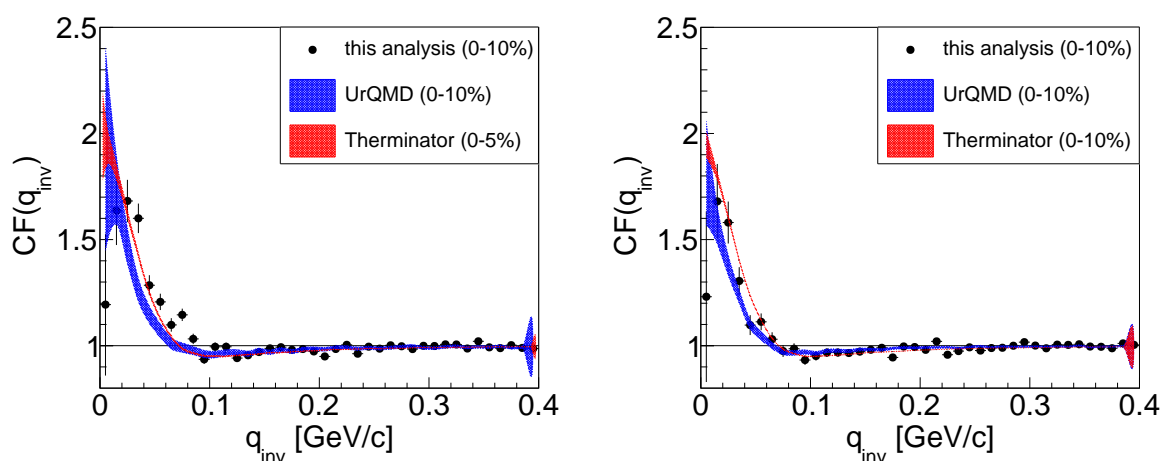 2.5
2
1.5
1
CF(q_inv)
this analysis (0-10%)
UrQMD (0-10%)
Therminator (0-5%)
0 0.1 0.2 0.3 0.4
q_inv [GeV/c]
2.5
2
1.5
1
CF(q_inv)
this analysis (0-10%)
UrQMD (0-10%)
Therminator (0-10%)
0 0.1 0.2 0.3 0.4
q_inv [GeV/c]